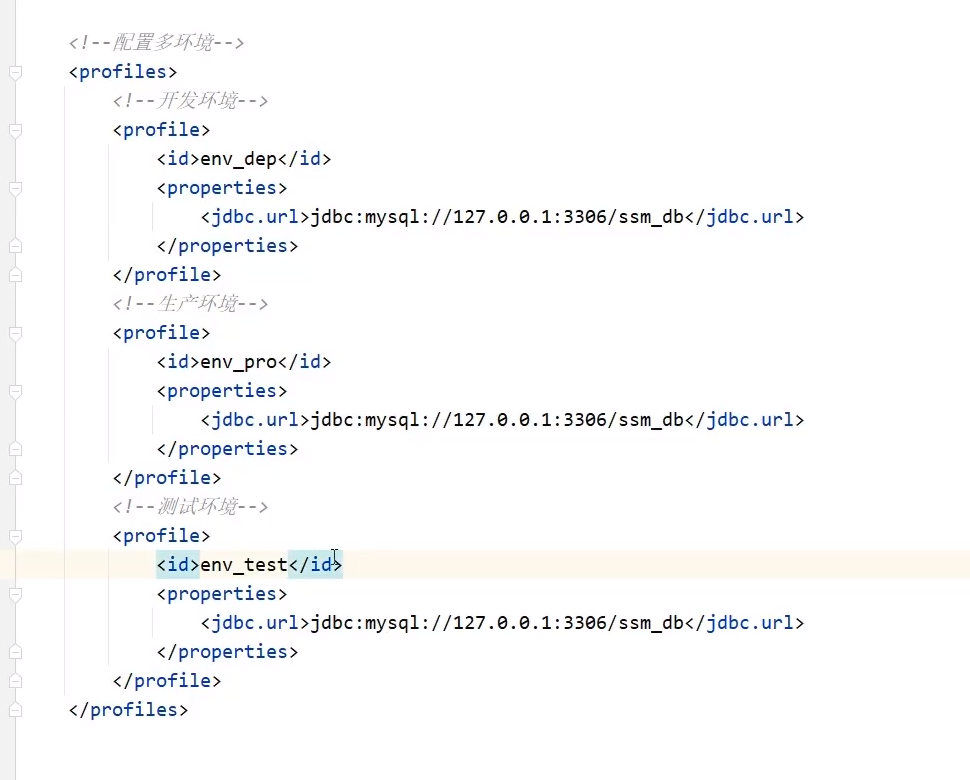 <!--配置多环境-->
<profiles>
<!--开发环境-->
<profile>
<id>env_dep</id>
<properties>
<jdbc.url>jdbc:mysql://127.0.0.1:3306/ssm_db</jdbc.url>
</properties>
</profile>
<!--生产环境-->
<profile>
<id>env_pro</id>
<properties>
<jdbc.url>jdbc:mysql://127.0.0.1:3306/ssm_db</jdbc.url>
</properties>
</profile>
<!--测试环境-->
<profile>
<id>env_test</id>
<properties>
<jdbc.url>jdbc:mysql://127.0.0.1:3306/ssm_db</jdbc.url>
</properties>
</profile>
</profiles>